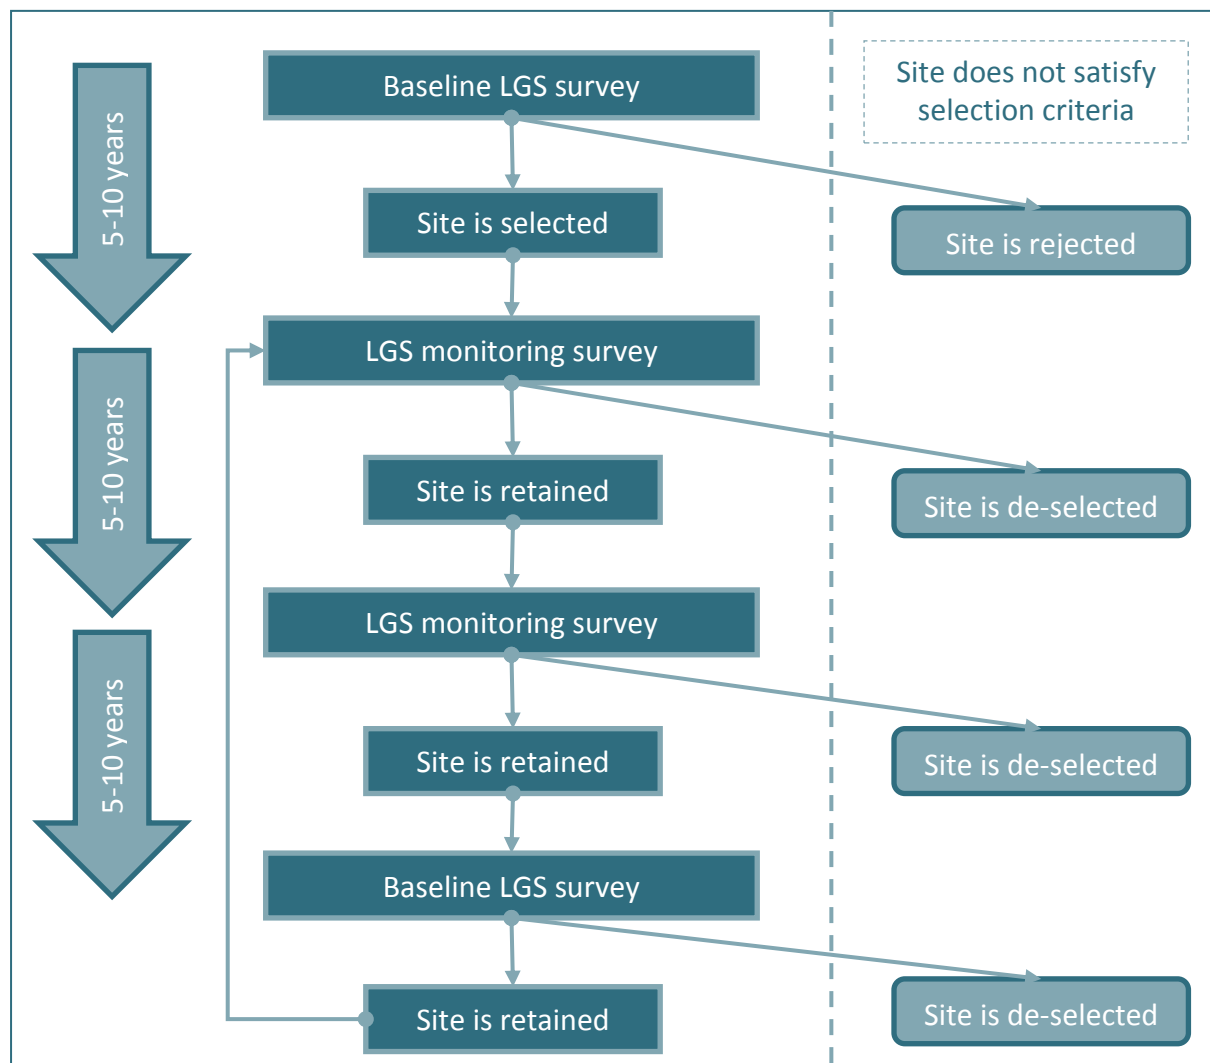 Baseline LGS survey
Site does not satisfy
selection criteria
5-10 years
Site is selected
Site is rejected
LGS monitoring survey
5-10 years
Site is retained
Site is de-selected
LGS monitoring survey
5-10 years
Site is retained
Site is de-selected
Baseline LGS survey
Site is retained
Site is de-selected